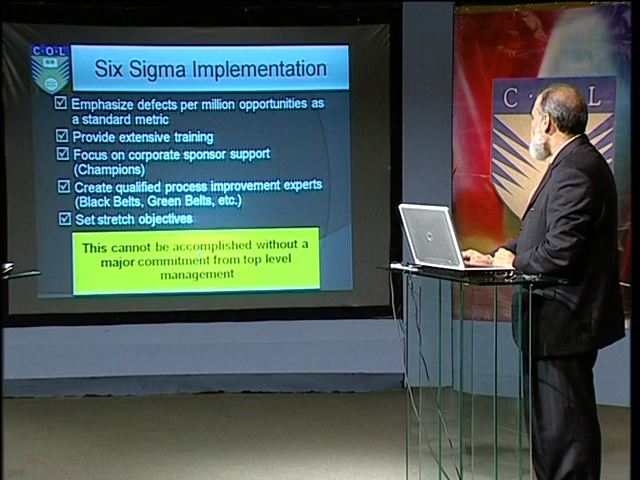 C·O·L
Six Sigma Implementation
Emphasize defects per million opportunities as
a standard metric
Provide extensive training
Focus on corporate sponsor support
(Champions)
Create qualified process improvement experts
(Black Belts, Green Belts, etc.)
Set stretch objectives
This cannot be accomplished without a
major commitment from top level
management
C·O L